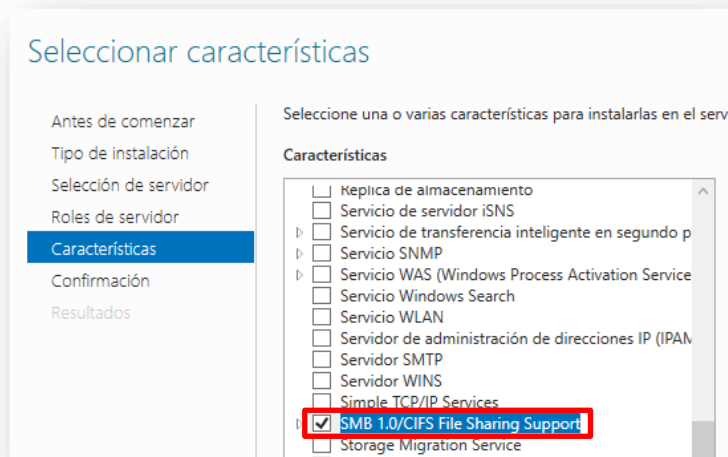 Seleccionar características
Antes de comenzar
Tipo de instalación
Selección de servidor
Roles de servidor
Características
Confirmación
Resultados
Seleccione una o varias características para instalarlas en el serv
Características
Réplica de almacenamiento
Servicio de servidor iSNS
Servicio de transferencia inteligente en segundo p
Servicio SNMP
Servicio WAS (Windows Process Activation Service
Servicio Windows Search
Servicio WLAN
Servidor de administración de direcciones IP (IPAM
Servidor SMTP
Servidor WINS
Simple TCP/IP Services
SMB 1.0/CIFS File Sharing Support
Storage Migration Service